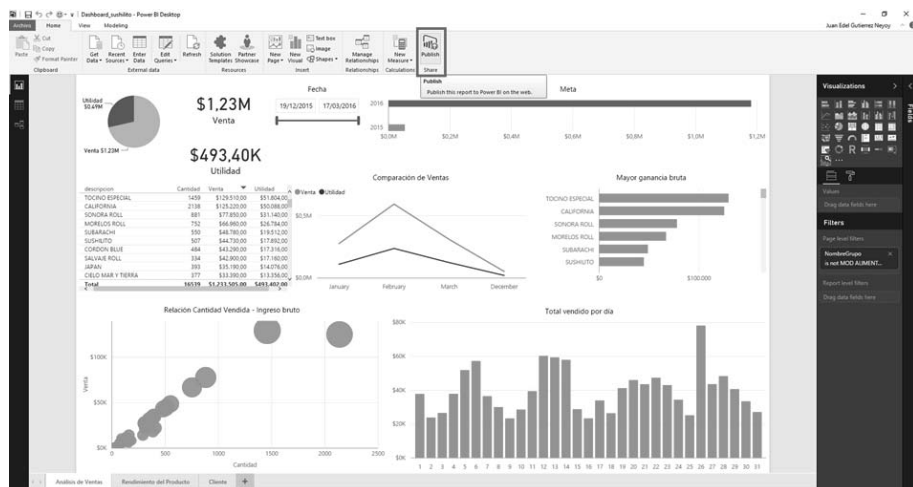 Dashboard_sushilito - Power BI Desktop
Juan Edel Gutierrez Neyoy
Archivo Home View Modeling
Paste
Cut
Copy
Format Painter
Get Data
Recent Sources
Enter Data
Edit Queries
Refresh
Solution Templates
Partner Showcase
New Page
New Visual
Text box
Image
Shapes
Manage Relationships
New Measure
Publish
Clipboard External data Resources Insert Relationships Calculations Share
Publish
Publish this report to Power BI on the web.
Utilidad
$0.49M
Venta $1.23M
$1,23M
Venta
$493,40K
Utilidad
Fecha
19/12/2015 17/03/2016
Meta
2016
2015
$0,0M $0,2M $0,4M $0,6M $0,8M $1,0M $1,2M
descripcion Cantidad Venta Utilidad
TOCINO ESPECIAL 1459 $129.510,00 $51.804,00
CALIFORNIA 2138 $125.220,00 $50.088,00
SONORA ROLL 881 $77.850,00 $31.140,00
MORELOS ROLL 752 $66.960,00 $26.784,00
SUBARACHI 550 $48.780,00 $19.512,00
SUSHILITO 507 $44.730,00 $17.892,00
CORDON BLUE 484 $43.290,00 $17.316,00
SALVAJE ROLL 334 $42.900,00 $17.160,00
JAPAN 393 $35.190,00 $14.076,00
CIELO MAR Y TIERRA 377 $33.390,00 $13.356,00
Total 16539 $1.233.505,00 $493.402,00
Comparación de Ventas
Venta Utilidad
$0,5M
$0,0M
January February March December
Mayor ganancia bruta
TOCINO ESPECIAL
CALIFORNIA
SONORA ROLL
MORELOS ROLL
SUBARACHI
SUSHILITO
$0 $100.000
Relación Cantidad Vendida - Ingreso bruto
Venta
$100K
$50K
$0K
0 500 1000 1500 2000 2500
Cantidad
Total vendido por día
$80K
$60K
$40K
$20K
$0K
1 2 3 4 5 6 7 8 9 10 11 12 13 14 15 16 17 18 19 20 21 22 23 24 25 26 27 28 29 30 31
Visualizations
Fields
Values
Drag data fields here
Filters
Page level filters
NombreGrupo
is not MOD AUMENT...
Report level filters
Drag data fields here
Análisis de Ventas Rendimiento del Producto Cliente